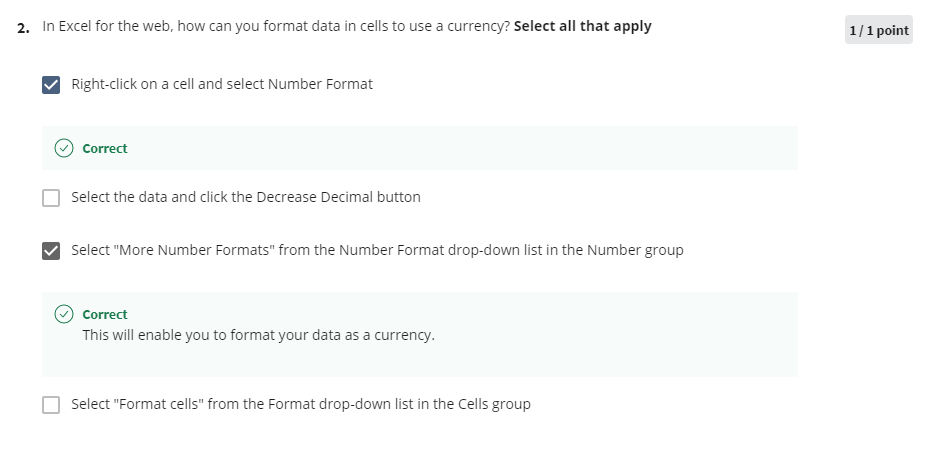 2. In Excel for the web, how can you format data in cells to use a currency? Select all that apply
1 / 1 point
Right-click on a cell and select Number Format
Correct
Select the data and click the Decrease Decimal button
Select "More Number Formats" from the Number Format drop-down list in the Number group
Correct
This will enable you to format your data as a currency.
Select "Format cells" from the Format drop-down list in the Cells group